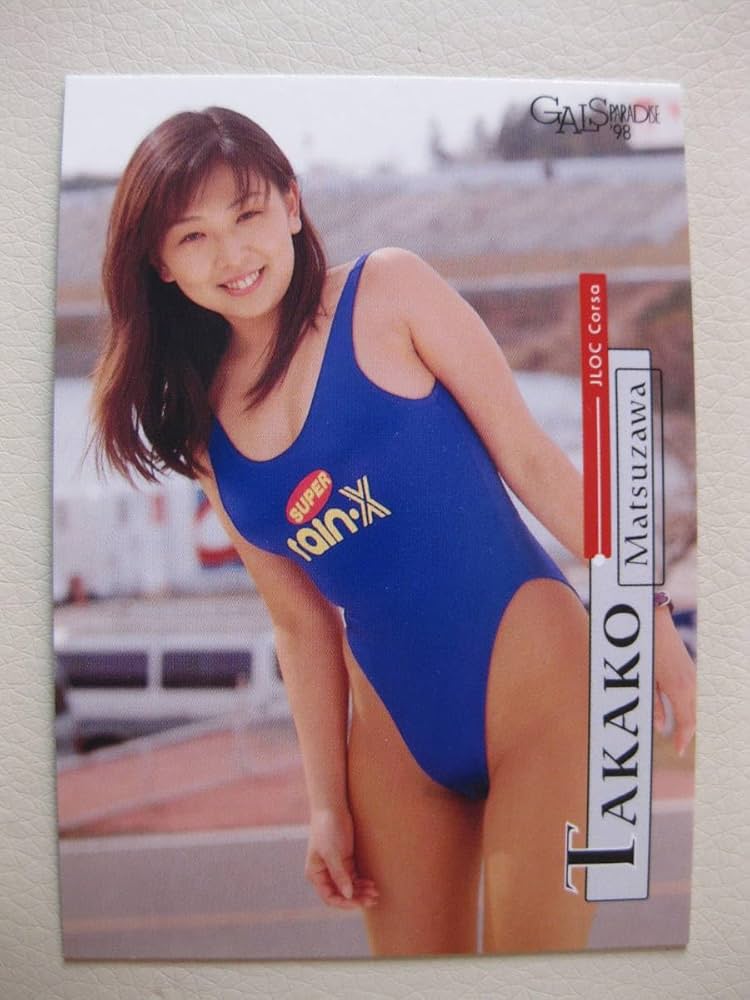 GALS PARADISE
'98
JLOC Corsa
TAKAKO
Matsuzawa
SUPER
rain·X